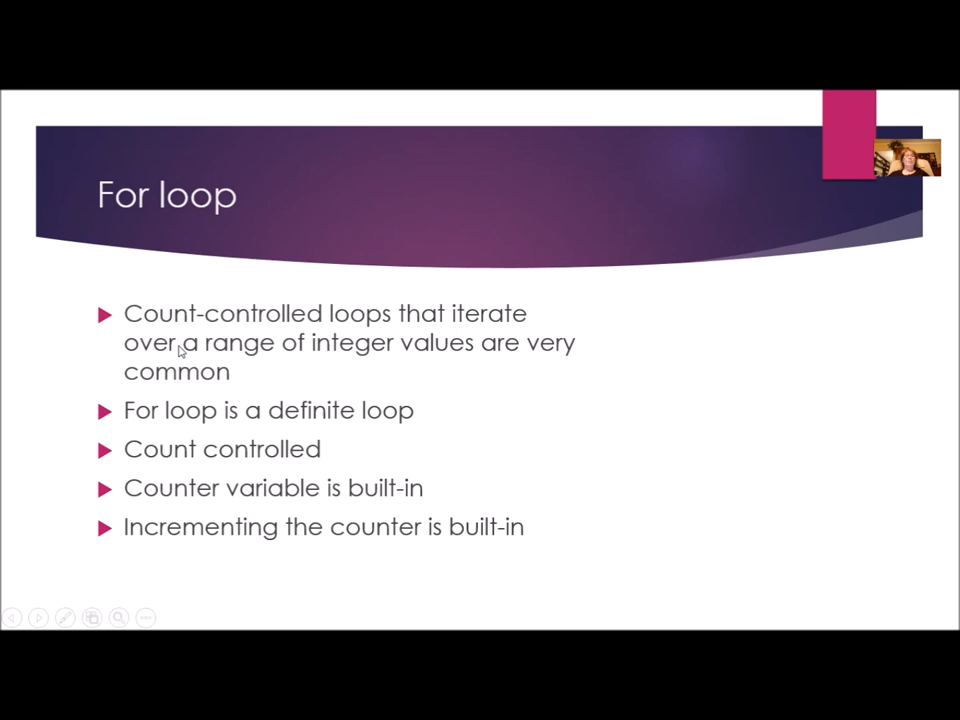 For loop
Count-controlled loops that iterate
over a range of integer values are very
common
For loop is a definite loop
Count controlled
Counter variable is built-in
Incrementing the counter is built-in